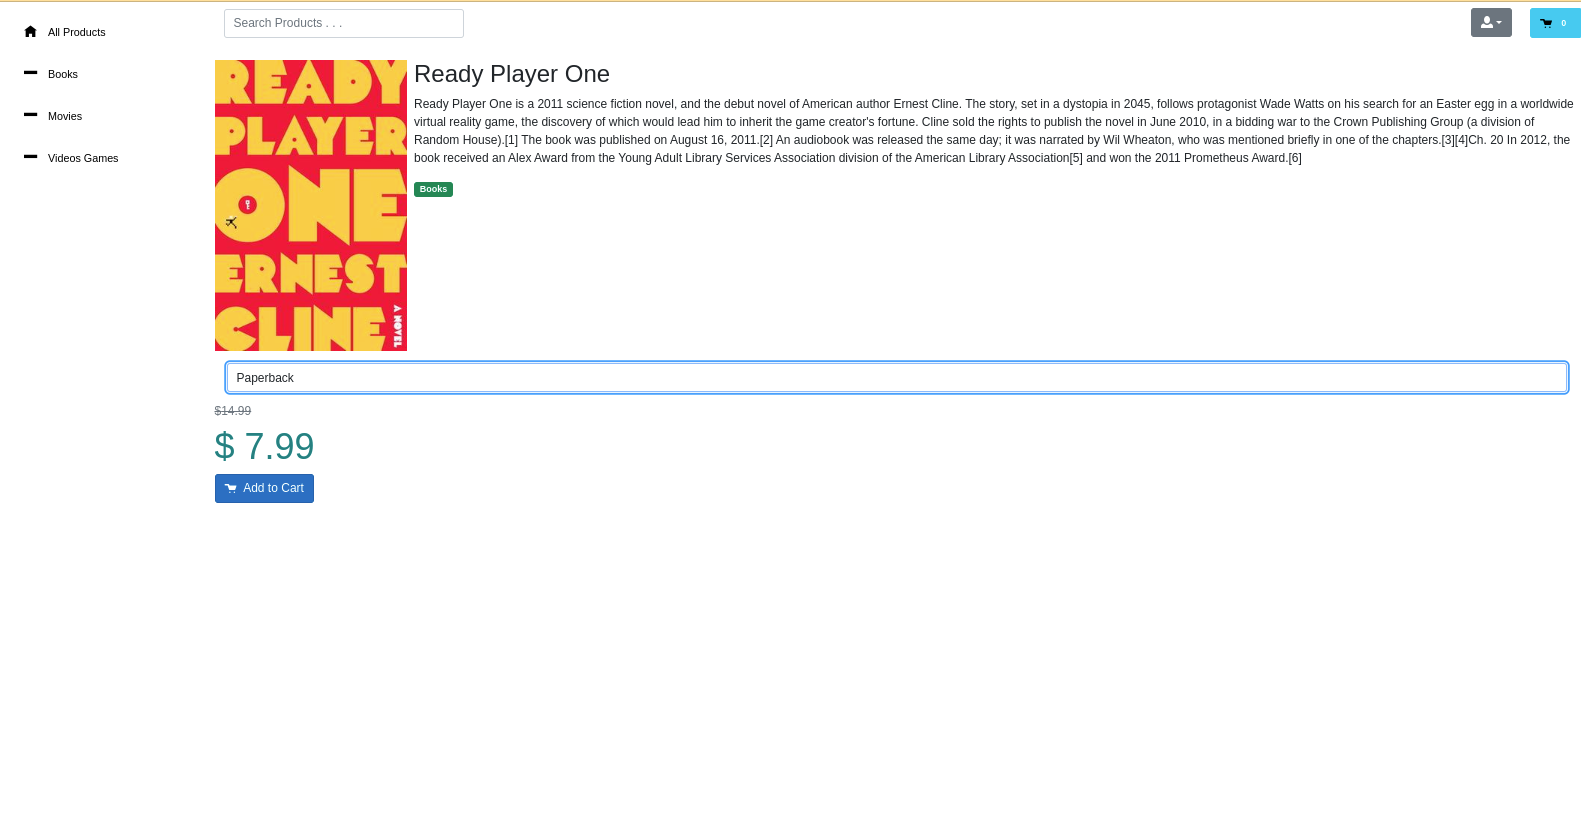 All Products
Books
Movies
Videos Games
Search Products . . .
0
READY
PLAYER
ONE
ERNEST
CLINE
A NOVEL
Ready Player One
Ready Player One is a 2011 science fiction novel, and the debut novel of American author Ernest Cline. The story, set in a dystopia in 2045, follows protagonist Wade Watts on his search for an Easter egg in a worldwide
virtual reality game, the discovery of which would lead him to inherit the game creator's fortune. Cline sold the rights to publish the novel in June 2010, in a bidding war to the Crown Publishing Group (a division of
Random House).[1] The book was published on August 16, 2011.[2] An audiobook was released the same day; it was narrated by Wil Wheaton, who was mentioned briefly in one of the chapters.[3][4]Ch. 20 In 2012, the
book received an Alex Award from the Young Adult Library Services Association division of the American Library Association[5] and won the 2011 Prometheus Award.[6]
Books
Paperback
$14.99
$ 7.99
Add to Cart